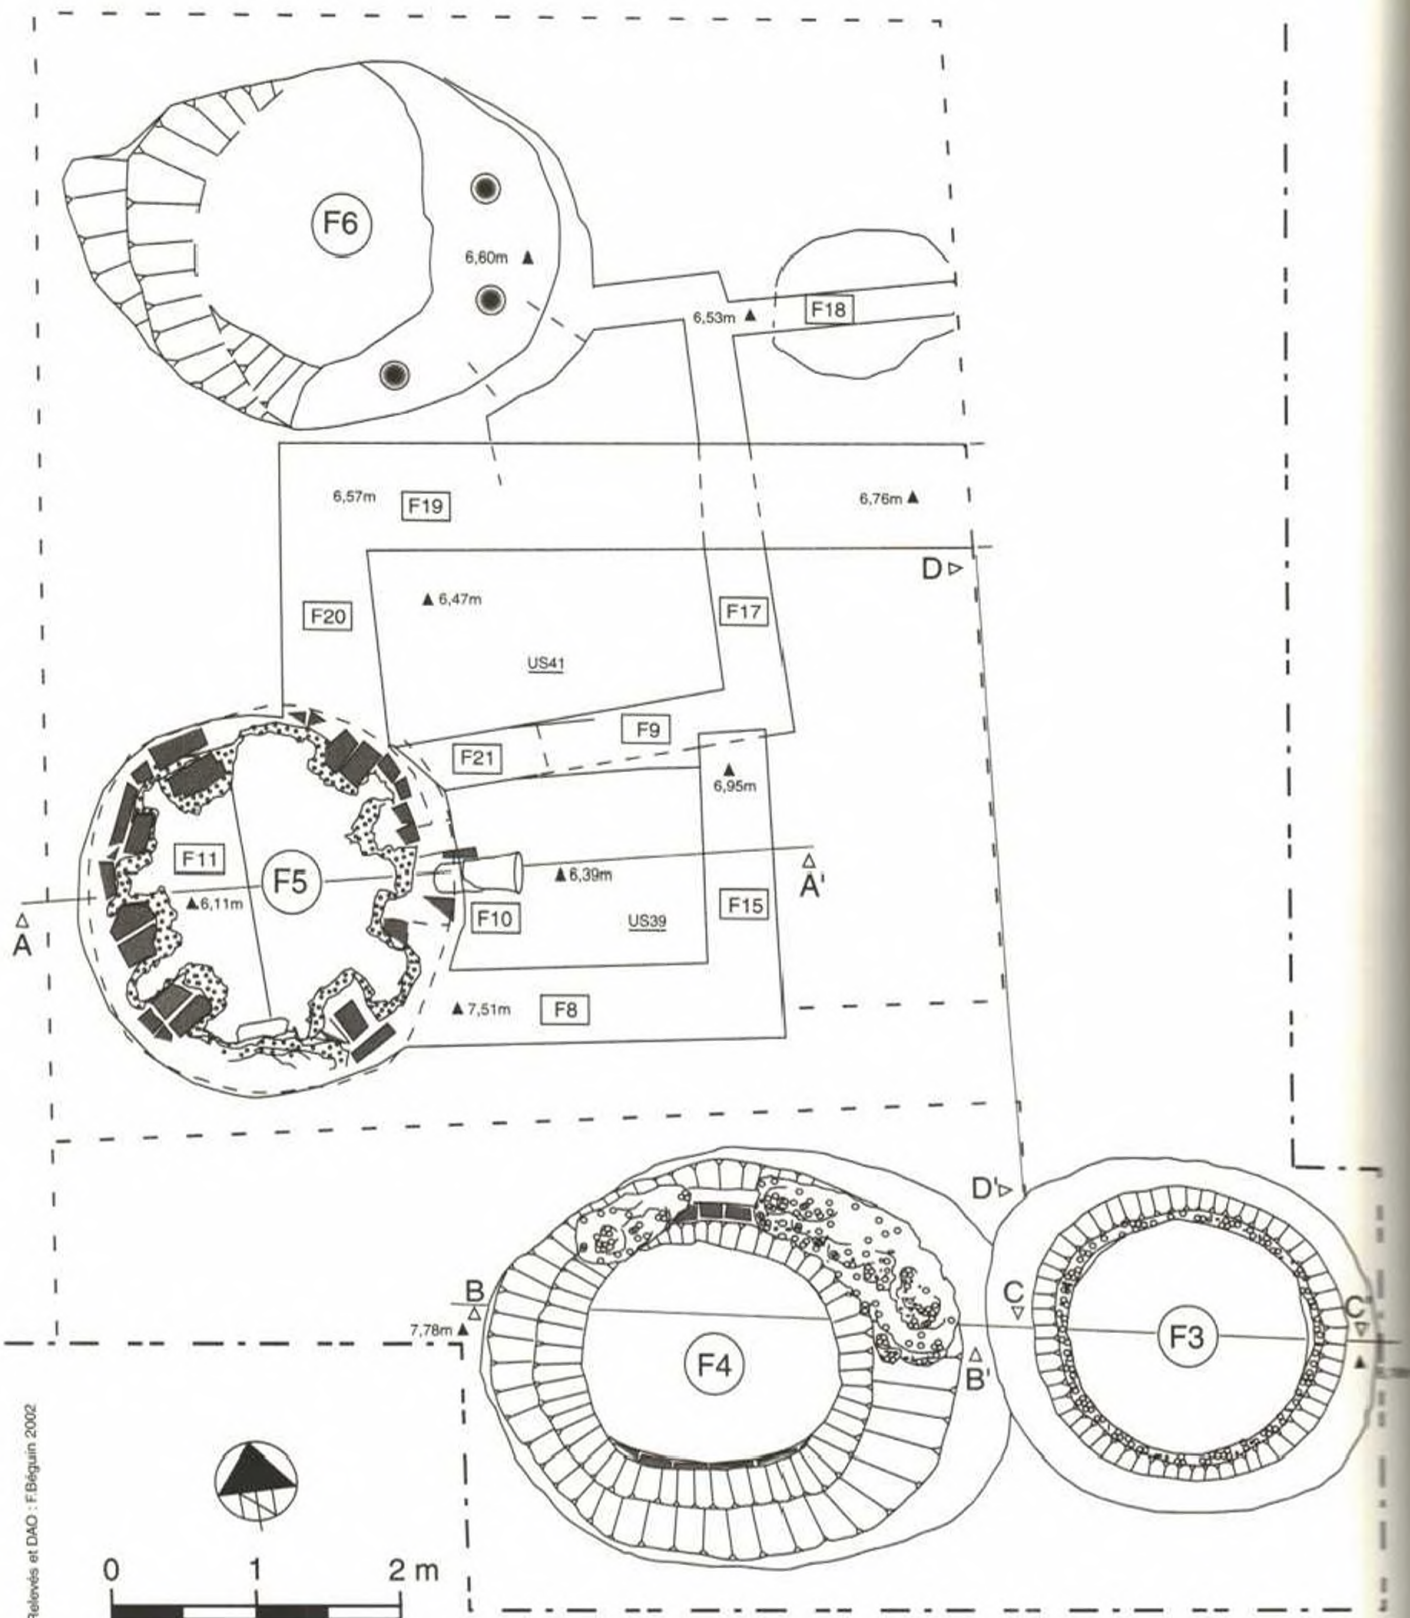 F6
6,60m
6,53m
F18
6,57m
F19
6,76m
D
6,47m
F20
F17
US41
F9
F21
6,95m
F11
F5
6,39m
A'
6,11m
F10
US39
F15
A
7,51m
F8
D'
B
C
C'
7,78m
F4
F3
B'
Relevés et DAO : F.Béguin 2002
0 1 2 m